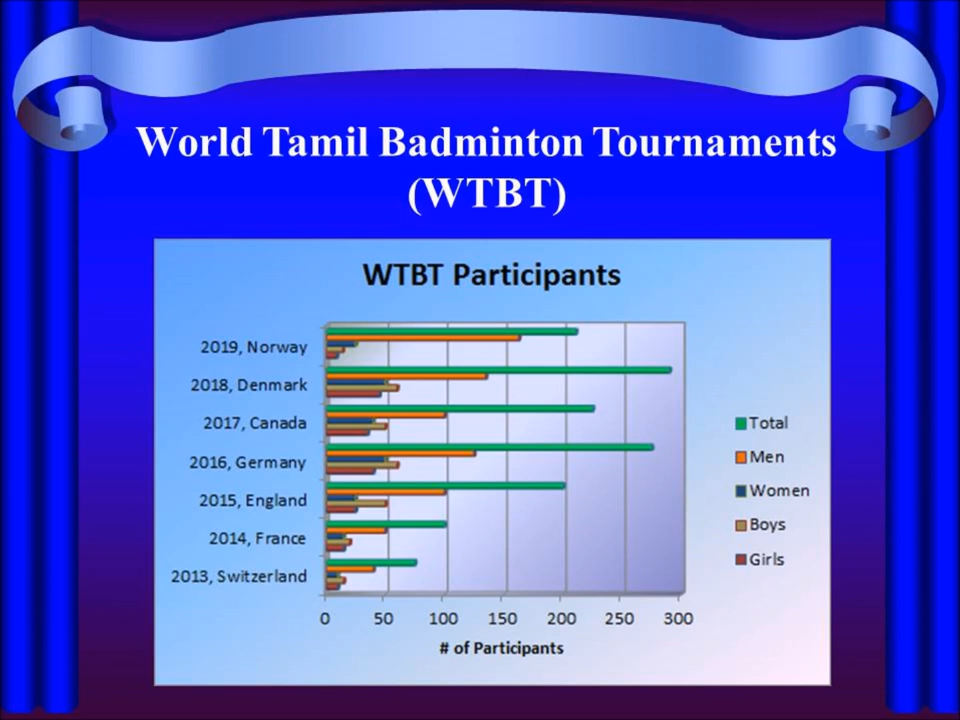 World Tamil Badminton Tournaments
(WTBT)
WTBT Participants
2019, Norway
2018, Denmark
2017, Canada
2016, Germany
2015, England
2014, France
2013, Switzerland
0 50 100 150 200 250 300
# of Participants
Total
Men
Women
Boys
Girls